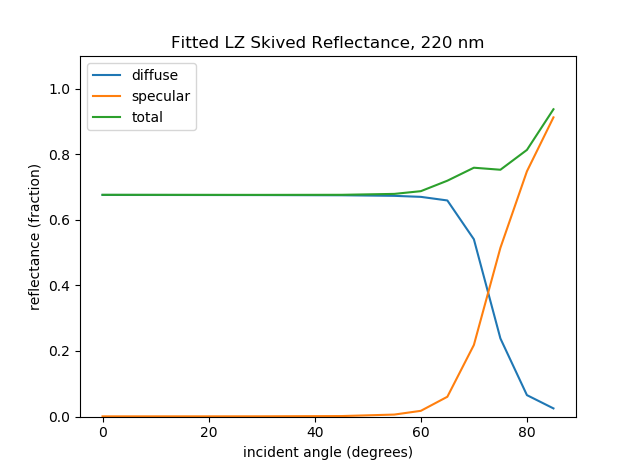 Fitted LZ Skived Reflectance, 220 nm
diffuse
specular
total
1.0
0.8
0.6
0.4
0.2
0.0
reflectance (fraction)
0 20 40 60 80
incident angle (degrees)